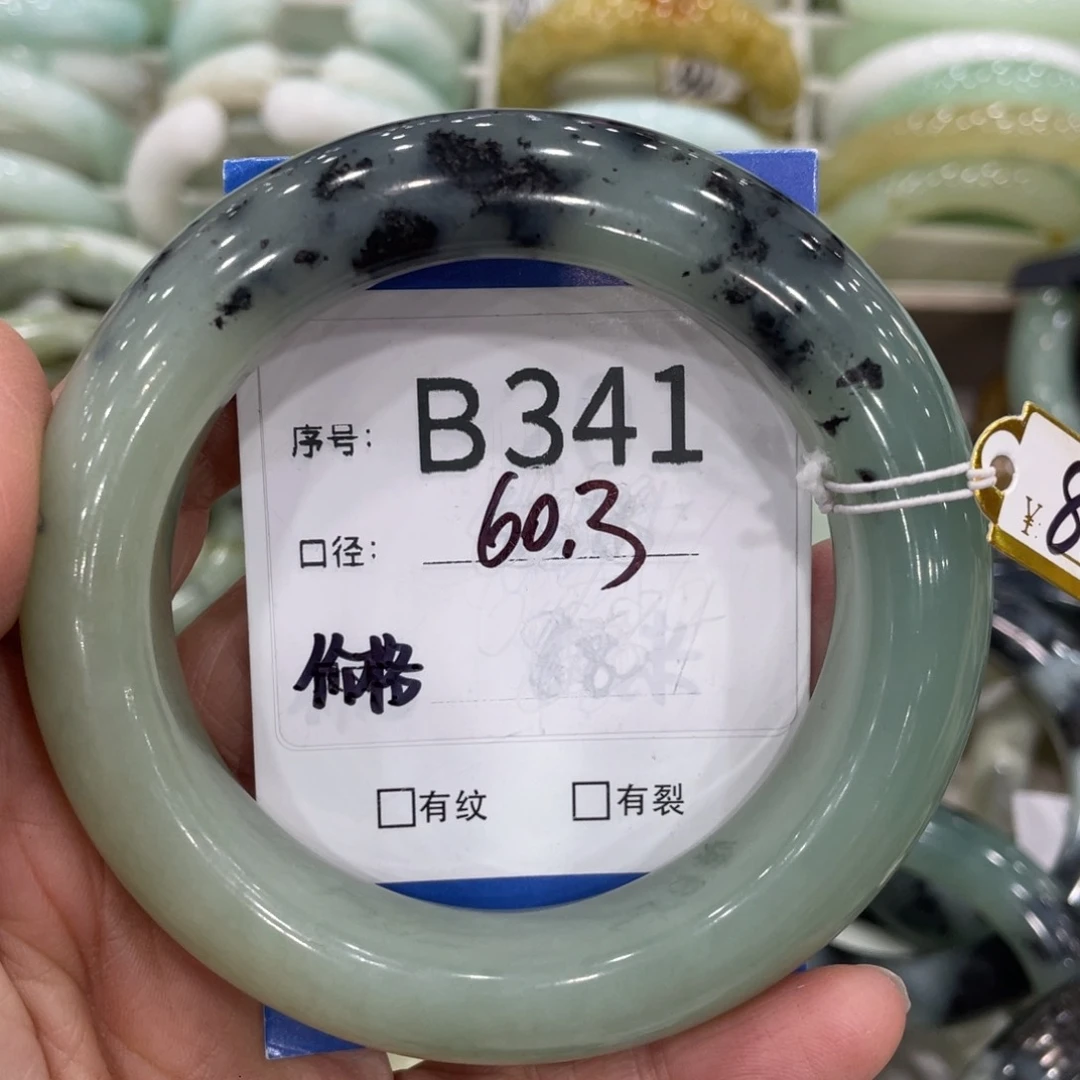 序号: B341
口径: 60.3
价格
□有纹 □有裂
¥: 8